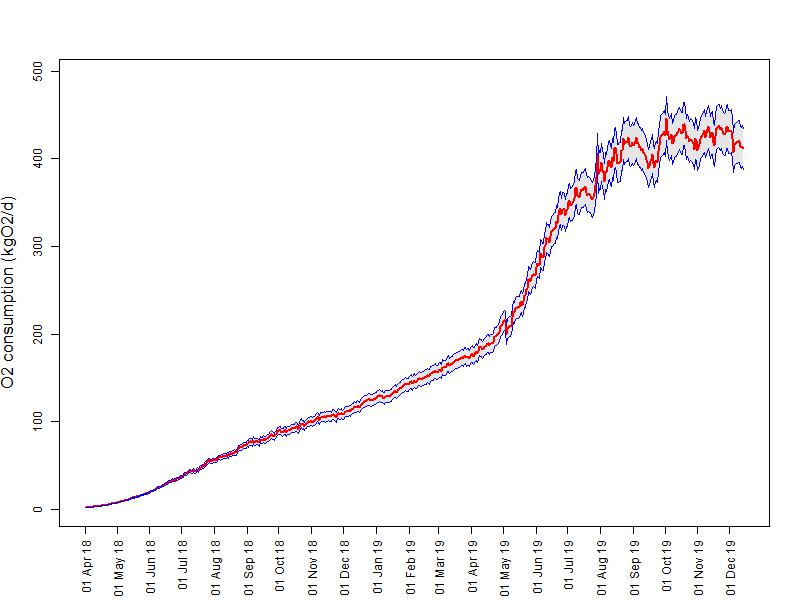 O2 consumption (kgO2/d)
500
400
300
200
100
0
01 Apr 18
01 May 18
01 Jun 18
01 Jul 18
01 Aug 18
01 Sep 18
01 Oct 18
01 Nov 18
01 Dec 18
01 Jan 19
01 Feb 19
01 Mar 19
01 Apr 19
01 May 19
01 Jun 19
01 Jul 19
01 Aug 19
01 Sep 19
01 Oct 19
01 Nov 19
01 Dec 19